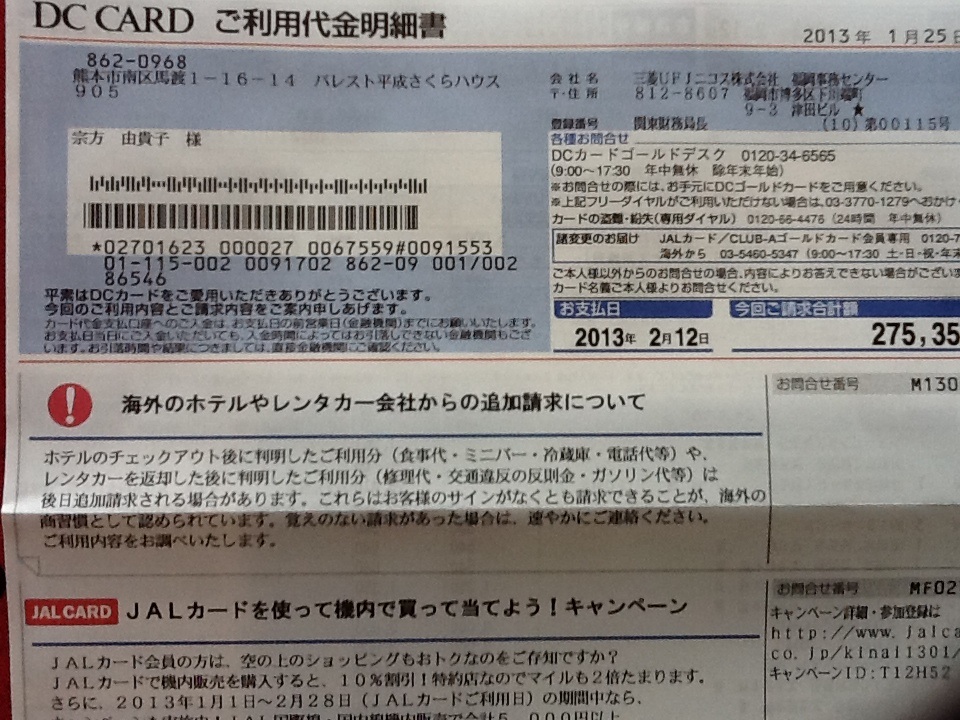 DC CARD ご利用代金明細書
2013年 1月25日
862-0968
熊本市南区馬渡1-16-14 パレスト平成さくらハウス
905
宗方 由貴子 様
*02701623 000027 0067559#0091553
01-115-002 0091702 862-09 001/002
86546
平素はDCカードをご愛用いただきありがとうございます。
今回のご利用内容とご請求内容をご案内申しあげます。
カード代金支払口座へのご入金は、お支払日の前営業日(金融機関)までにお願いいたします。
お支払日当日にご入金いただいても、入金時間によってはお引落しできない金融機関もござ
います。お引落時間や結果につきましては、直接金融機関にご確認ください。
会社名 三菱UFJニコス株式会社 福岡事務センター
〒・住所 812-8607 福岡市博多区下川端町
9-3 津田ビル ★
登録番号 関東財務局長 (10)第00115号
各種お問合せ
DCカードゴールドデスク 0120-34-6565
(9:00〜17:30 年中無休 除年末年始)
※お問合せの際には、お手元にDCゴールドカードをご用意ください。
※上記フリーダイヤルがご利用いただけない場合は、03-3770-1279へおかけ
カードの盗難・紛失(専用ダイヤル) 0120-66-4476 (24時間 年中無休)
諸変更のお届け JALカード/CLUB-Aゴールドカード会員専用 0120-7
海外から 03-5460-5347 (9:00〜17:30 土・日・祝・年末
ご本人様以外からのお問合せの場合、内容によりお答えできない場合がござい
カード名義ご本人様よりお問合せください。
お支払日 今回ご請求合計額
2013年 2月12日 275,35
! 海外のホテルやレンタカー会社からの追加請求について
お問合せ番号 M130
ホテルのチェックアウト後に判明したご利用分(食事代・ミニバー・冷蔵庫・電話代等)や、
レンタカーを返却した後に判明したご利用分(修理代・交通違反の反則金・ガソリン代等)は
後日追加請求される場合があります。これらはお客様のサインがなくとも請求できることが、海外の
商習慣として認められています。覚えのない請求があった場合は、速やかにご連絡ください。
ご利用内容をお調べいたします。
JAL CARD JALカードを使って機内で買って当てよう!キャンペーン
お問合せ番号 MF02
キャンペーン詳細・参加登録は
http://www.jalca
co.jp/kinai1301/
キャンペーンID:T12H52
JALカード会員の方は、空の上のショッピングもおトクなのをご存知ですか?
JALカードで機内販売を購入すると、10%割引!特約店なのでマイルも2倍たまります。
さらに、2013年1月1日〜2月28日(JALカードご利用日)の期間中なら、